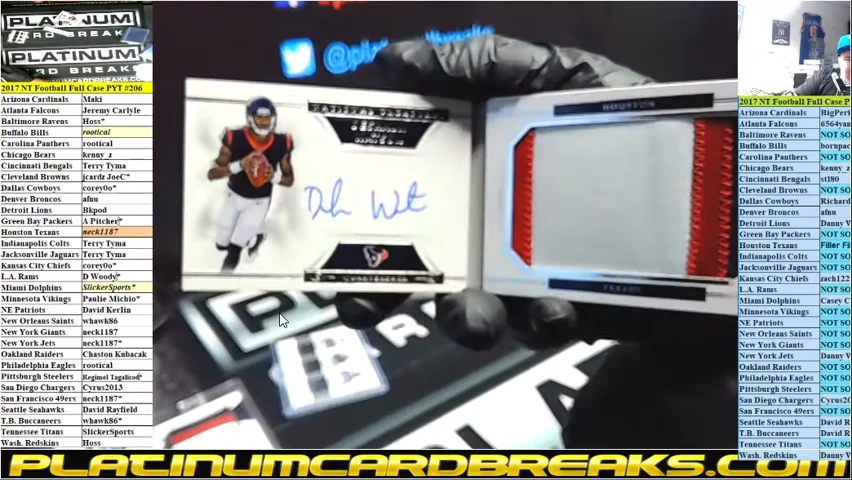 PLATINUM
CARD BREAKS
PLATINUM
2017 NT Football Full Case PYT #206
Arizona Cardinals Maki
Atlanta Falcons Jeremy Carlyle
Baltimore Ravens Hoss*
Buffalo Bills rootical
Carolina Panthers rootical
Chicago Bears kenny_z
Cincinnati Bengals Terry Tyma
Cleveland Browns jcardz JoeC*
Dallas Cowboys corey0o*
Denver Broncos afnu
Detroit Lions Bkpod
Green Bay Packers A Pitcher*
Houston Texans neck1187
Indianapolis Colts Terry Tyma
Jacksonville Jaguars Terry Tyma
Kansas City Chiefs corey0o*
L.A. Rams D Woody*
Miami Dolphins SlickerSports*
Minnesota Vikings Paulie Michio*
NE Patriots David Kerlin
New Orleans Saints whawk86
New York Giants neck1187
New York Jets neck1187*
Oakland Raiders Chaston Kubacak
Philadelphia Eagles rootical
Pittsburgh Steelers Regimel Tagalicod*
San Diego Chargers Cyrus2013
San Francisco 49ers neck1187*
Seattle Seahawks David Rayfield
T.B. Buccaneers whawk86*
Tennessee Titans SlickerSports
Wash. Redskins Hoss
HOUSTON
TEXANS
2017 NT Football Full Case P
Arizona Cardinals BigPerk
Atlanta Falcons 6564yan
Baltimore Ravens NOT SO
Buffalo Bills bornpac
Carolina Panthers NOT SO
Chicago Bears kenny_z
Cincinnati Bengals stl80
Cleveland Browns NOT SO
Dallas Cowboys Richard
Denver Broncos afnu
Detroit Lions Danny V
Green Bay Packers NOT SO
Houston Texans Filler Fi
Indianapolis Colts NOT SO
Jacksonville Jaguars NOT SO
Kansas City Chiefs zach122
L.A. Rams NOT SO
Miami Dolphins Casey C
Minnesota Vikings NOT SO
NE Patriots NOT SO
New Orleans Saints NOT SO
New York Giants NOT SO
New York Jets Danny V
Oakland Raiders NOT SO
Philadelphia Eagles NOT SO
Pittsburgh Steelers NOT SO
San Diego Chargers Cyrus20
San Francisco 49ers NOT SO
Seattle Seahawks David R
T.B. Buccaneers David R
Tennessee Titans NOT SO
Wash. Redskins Danny V
PLATINUMCARDBREAKS.COM